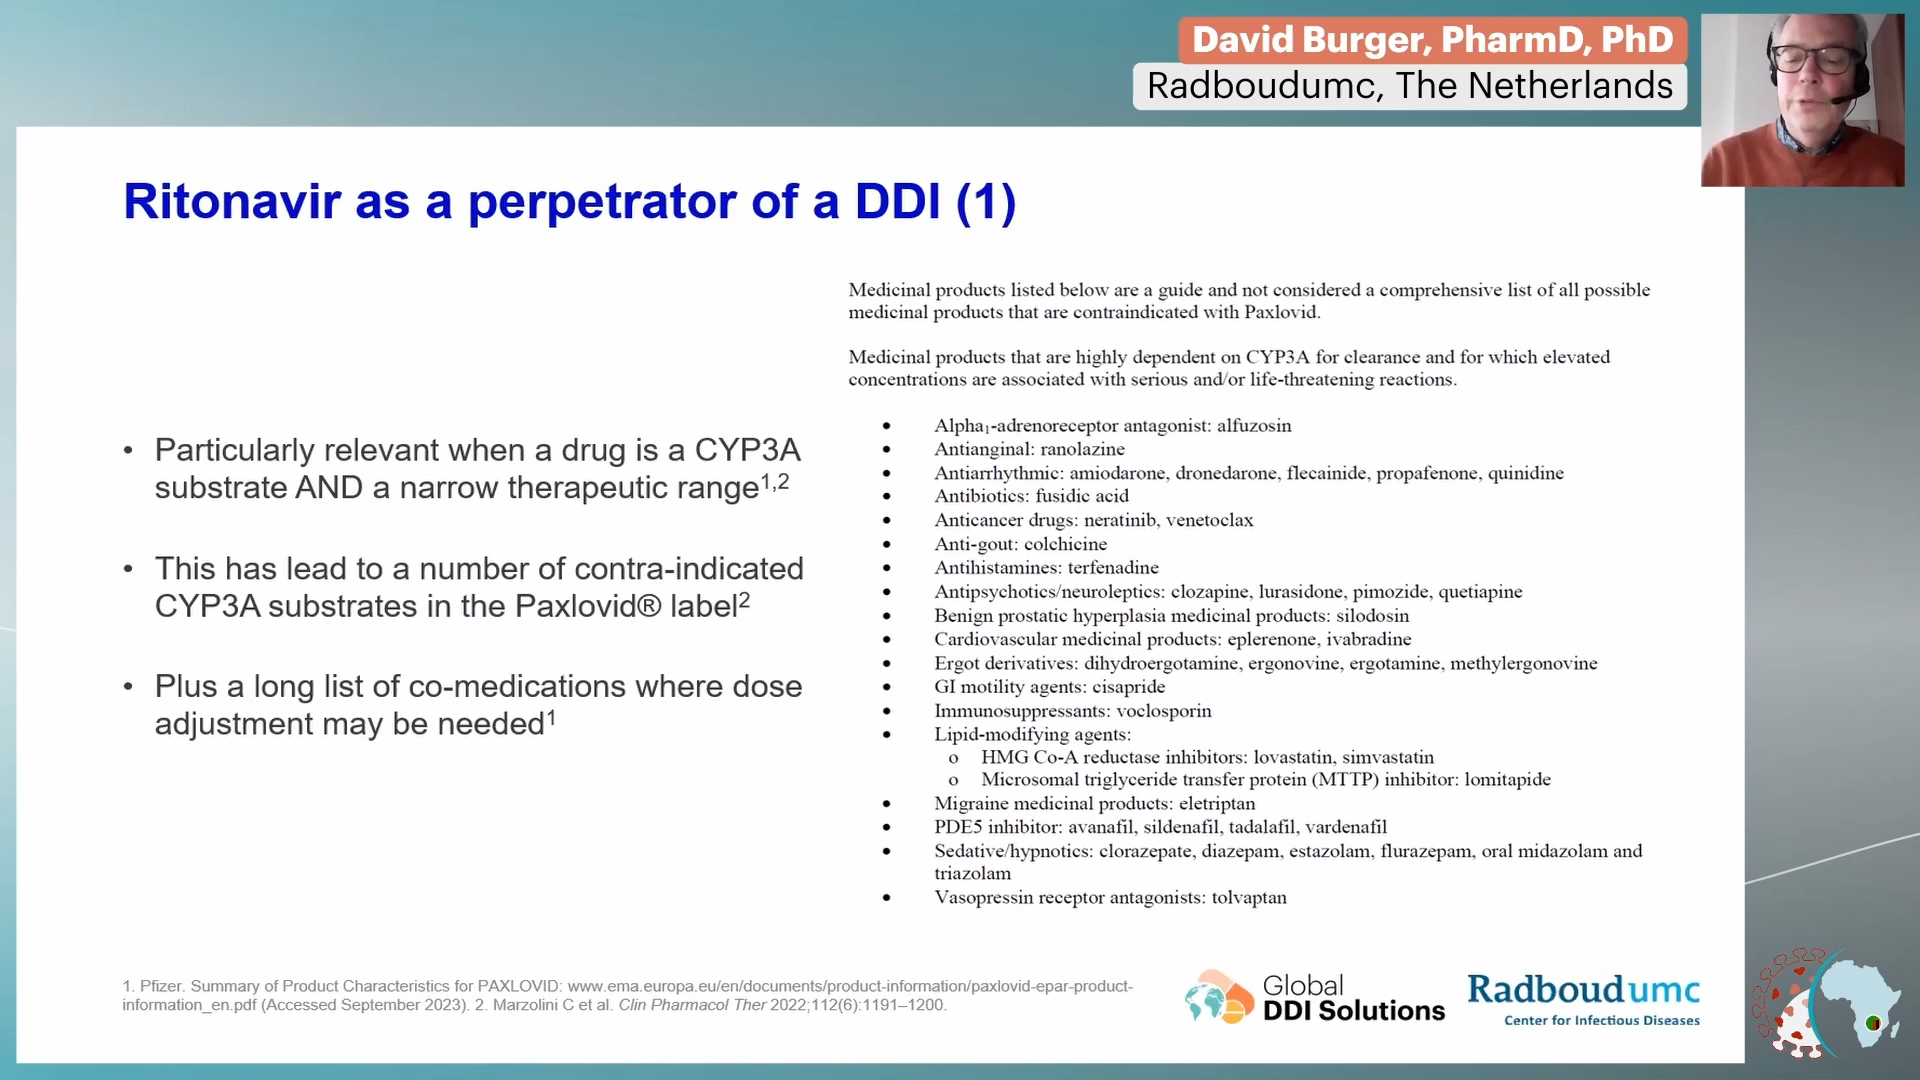 David Burger, PharmD, PhD
Radboudumc, The Netherlands
Ritonavir as a perpetrator of a DDI (1)
• Particularly relevant when a drug is a CYP3A
substrate AND a narrow therapeutic range1,2
• This has lead to a number of contra-indicated
CYP3A substrates in the Paxlovid® label2
• Plus a long list of co-medications where dose
adjustment may be needed1
Medicinal products listed below are a guide and not considered a comprehensive list of all possible
medicinal products that are contraindicated with Paxlovid.
Medicinal products that are highly dependent on CYP3A for clearance and for which elevated
concentrations are associated with serious and/or life-threatening reactions.
• Alpha1-adrenoreceptor antagonist: alfuzosin
• Antianginal: ranolazine
• Antiarrhythmic: amiodarone, dronedarone, flecainide, propafenone, quinidine
• Antibiotics: fusidic acid
• Anticancer drugs: neratinib, venetoclax
• Anti-gout: colchicine
• Antihistamines: terfenadine
• Antipsychotics/neuroleptics: clozapine, lurasidone, pimozide, quetiapine
• Benign prostatic hyperplasia medicinal products: silodosin
• Cardiovascular medicinal products: eplerenone, ivabradine
• Ergot derivatives: dihydroergotamine, ergonovine, ergotamine, methylergonovine
• GI motility agents: cisapride
• Immunosuppressants: voclosporin
• Lipid-modifying agents:
o HMG Co-A reductase inhibitors: lovastatin, simvastatin
o Microsomal triglyceride transfer protein (MTTP) inhibitor: lomitapide
• Migraine medicinal products: eletriptan
• PDE5 inhibitor: avanafil, sildenafil, tadalafil, vardenafil
• Sedative/hypnotics: clorazepate, diazepam, estazolam, flurazepam, oral midazolam and
triazolam
• Vasopressin receptor antagonists: tolvaptan
1. Pfizer. Summary of Product Characteristics for PAXLOVID: www.ema.europa.eu/en/documents/product-information/paxlovid-epar-product-
information_en.pdf (Accessed September 2023). 2. Marzolini C et al. Clin Pharmacol Ther 2022;112(6):1191–1200.
Global
DDI Solutions
Radboudumc
Center for Infectious Diseases